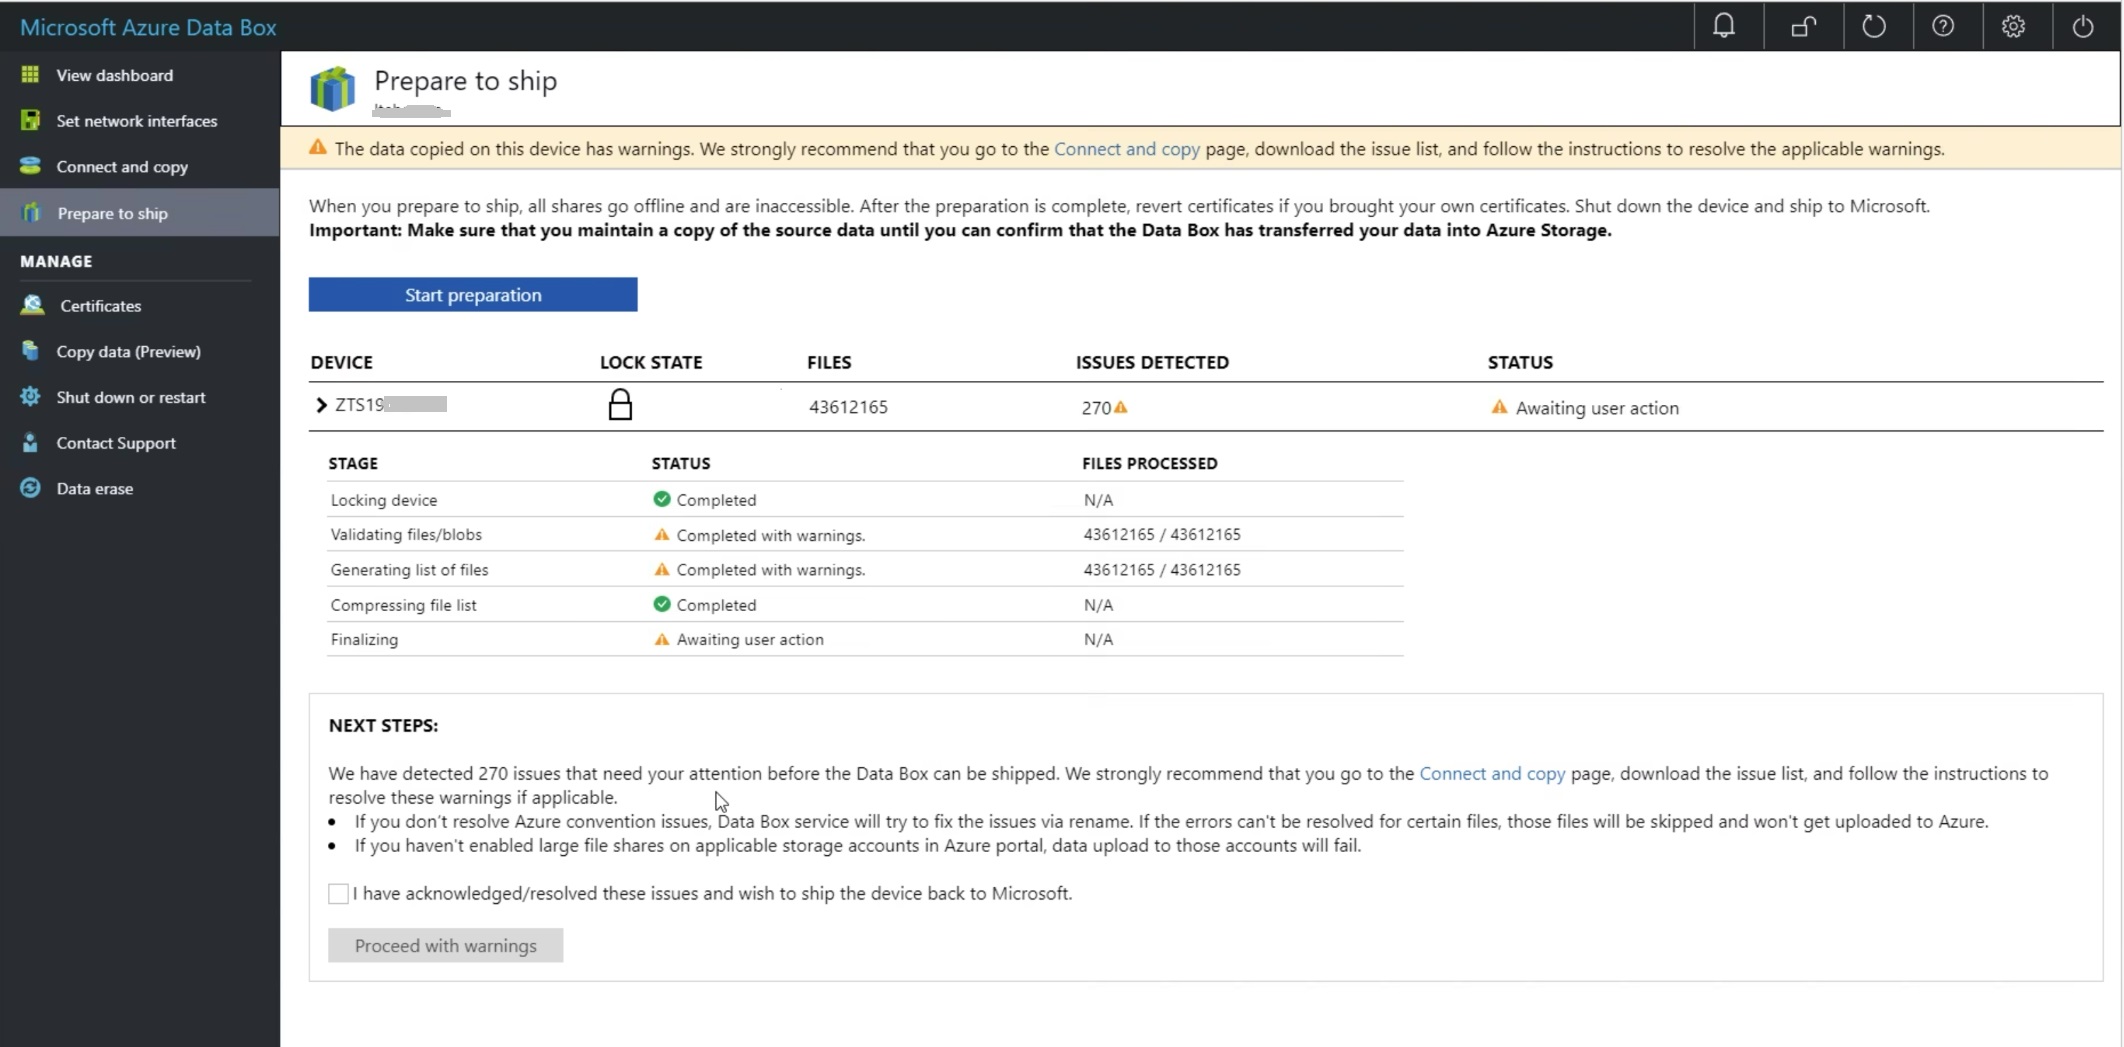 Microsoft Azure Data Box
View dashboard
Set network interfaces
Connect and copy
Prepare to ship
MANAGE
Certificates
Copy data (Preview)
Shut down or restart
Contact Support
Data erase
Prepare to ship
The data copied on this device has warnings. We strongly recommend that you go to the Connect and copy page, download the issue list, and follow the instructions to resolve the applicable warnings.
When you prepare to ship, all shares go offline and are inaccessible. After the preparation is complete, revert certificates if you brought your own certificates. Shut down the device and ship to Microsoft.
Important: Make sure that you maintain a copy of the source data until you can confirm that the Data Box has transferred your data into Azure Storage.
Start preparation
DEVICE LOCK STATE FILES ISSUES DETECTED STATUS
ZTS19 43612165 270 Awaiting user action
STAGE STATUS FILES PROCESSED
Locking device Completed N/A
Validating files/blobs Completed with warnings. 43612165 / 43612165
Generating list of files Completed with warnings. 43612165 / 43612165
Compressing file list Completed N/A
Finalizing Awaiting user action N/A
NEXT STEPS:
We have detected 270 issues that need your attention before the Data Box can be shipped. We strongly recommend that you go to the Connect and copy page, download the issue list, and follow the instructions to
resolve these warnings if applicable.
• If you don't resolve Azure convention issues, Data Box service will try to fix the issues via rename. If the errors can't be resolved for certain files, those files will be skipped and won't get uploaded to Azure.
• If you haven't enabled large file shares on applicable storage accounts in Azure portal, data upload to those accounts will fail.
I have acknowledged/resolved these issues and wish to ship the device back to Microsoft.
Proceed with warnings